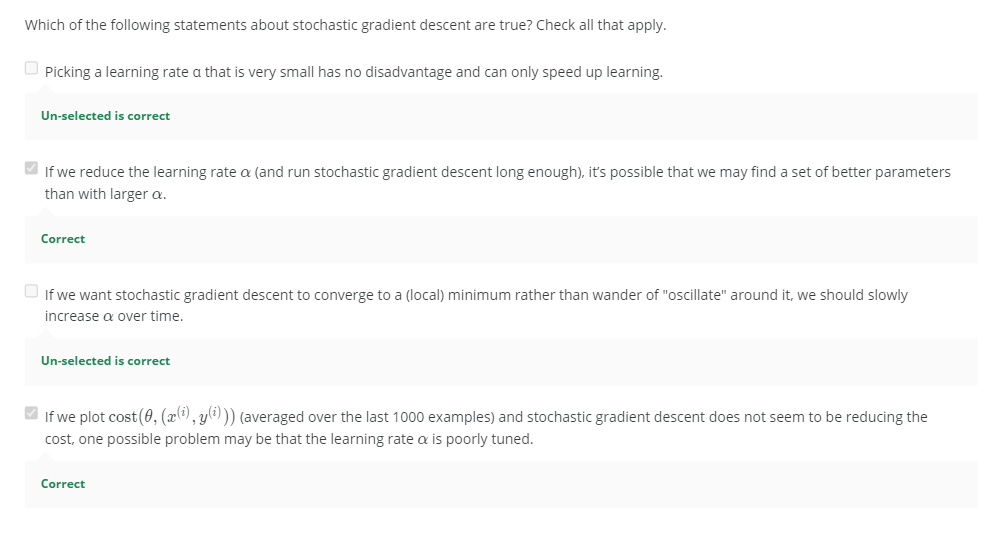 Which of the following statements about stochastic gradient descent are true? Check all that apply.
Picking a learning rate α that is very small has no disadvantage and can only speed up learning.
Un-selected is correct
If we reduce the learning rate α (and run stochastic gradient descent long enough), it's possible that we may find a set of better parameters
than with larger α.
Correct
If we want stochastic gradient descent to converge to a (local) minimum rather than wander of "oscillate" around it, we should slowly
increase α over time.
Un-selected is correct
If we plot cost(θ, (x^(i), y^(i))) (averaged over the last 1000 examples) and stochastic gradient descent does not seem to be reducing the
cost, one possible problem may be that the learning rate α is poorly tuned.
Correct